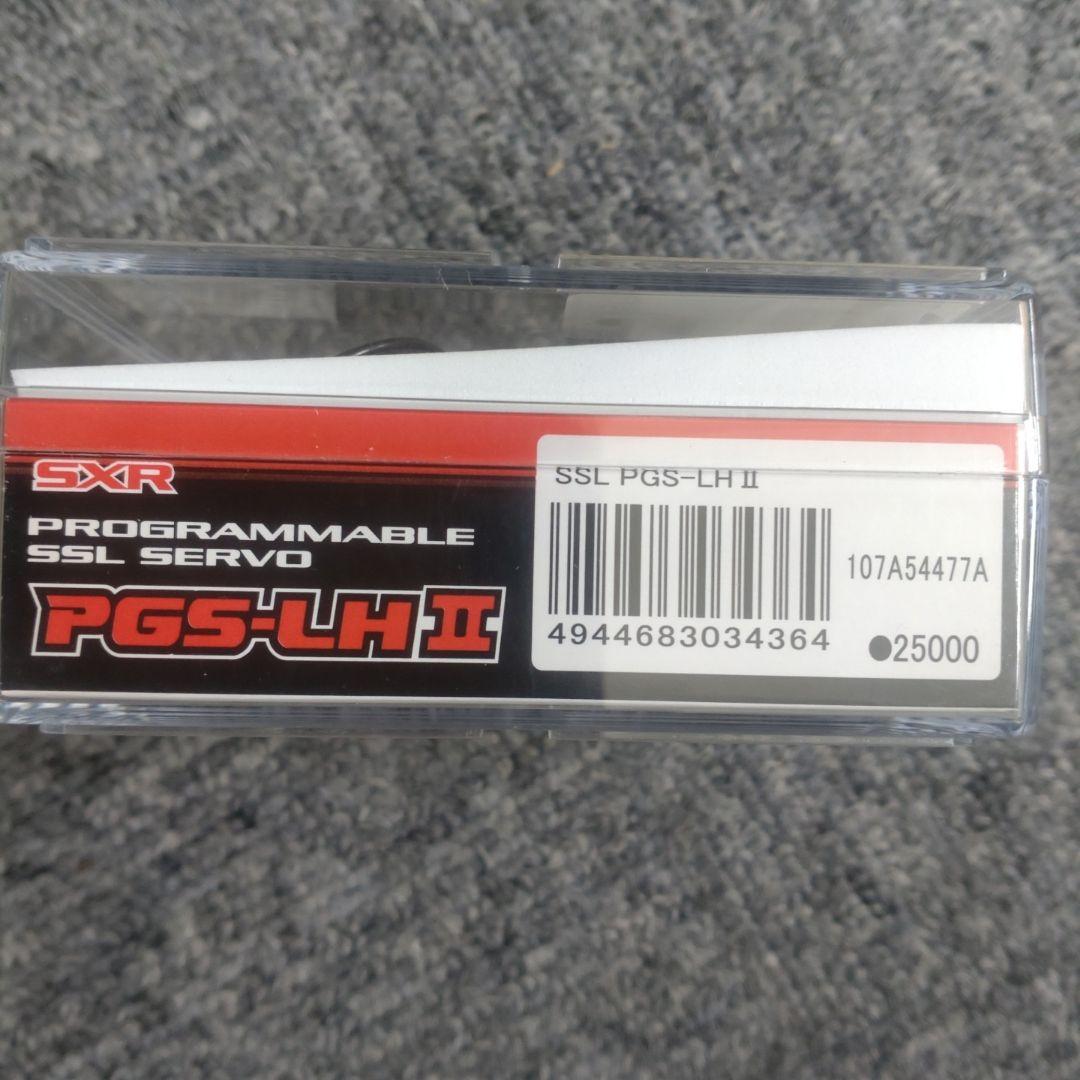 SXR
PROGRAMMABLE
SSL SERVO
PGS-LH II
SSL PGS-LH II
4944683034364
107A54477A
●25000